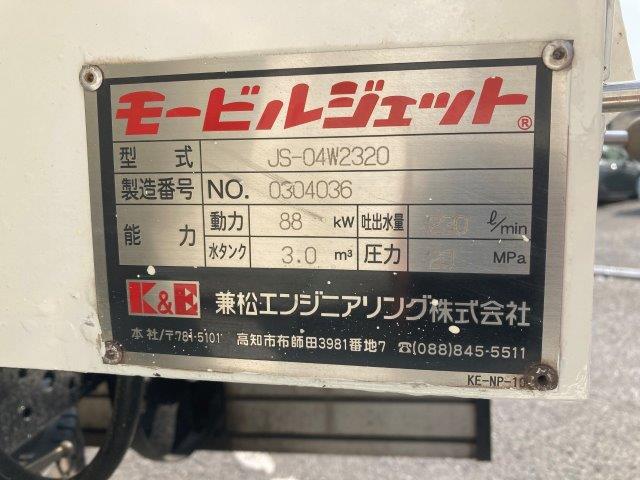 モービルジェット®
型式 JS-04W2320
製造番号 NO. 0304036
能力 動力 88 kW 吐出水量 230 ℓ/min
水タンク 3.0 m³ 圧力 MPa
K&E 兼松エンジニアリング株式会社
本社/〒781-5101 高知市布師田3981番地7 ☎(088)845-5511
KE-NP-10